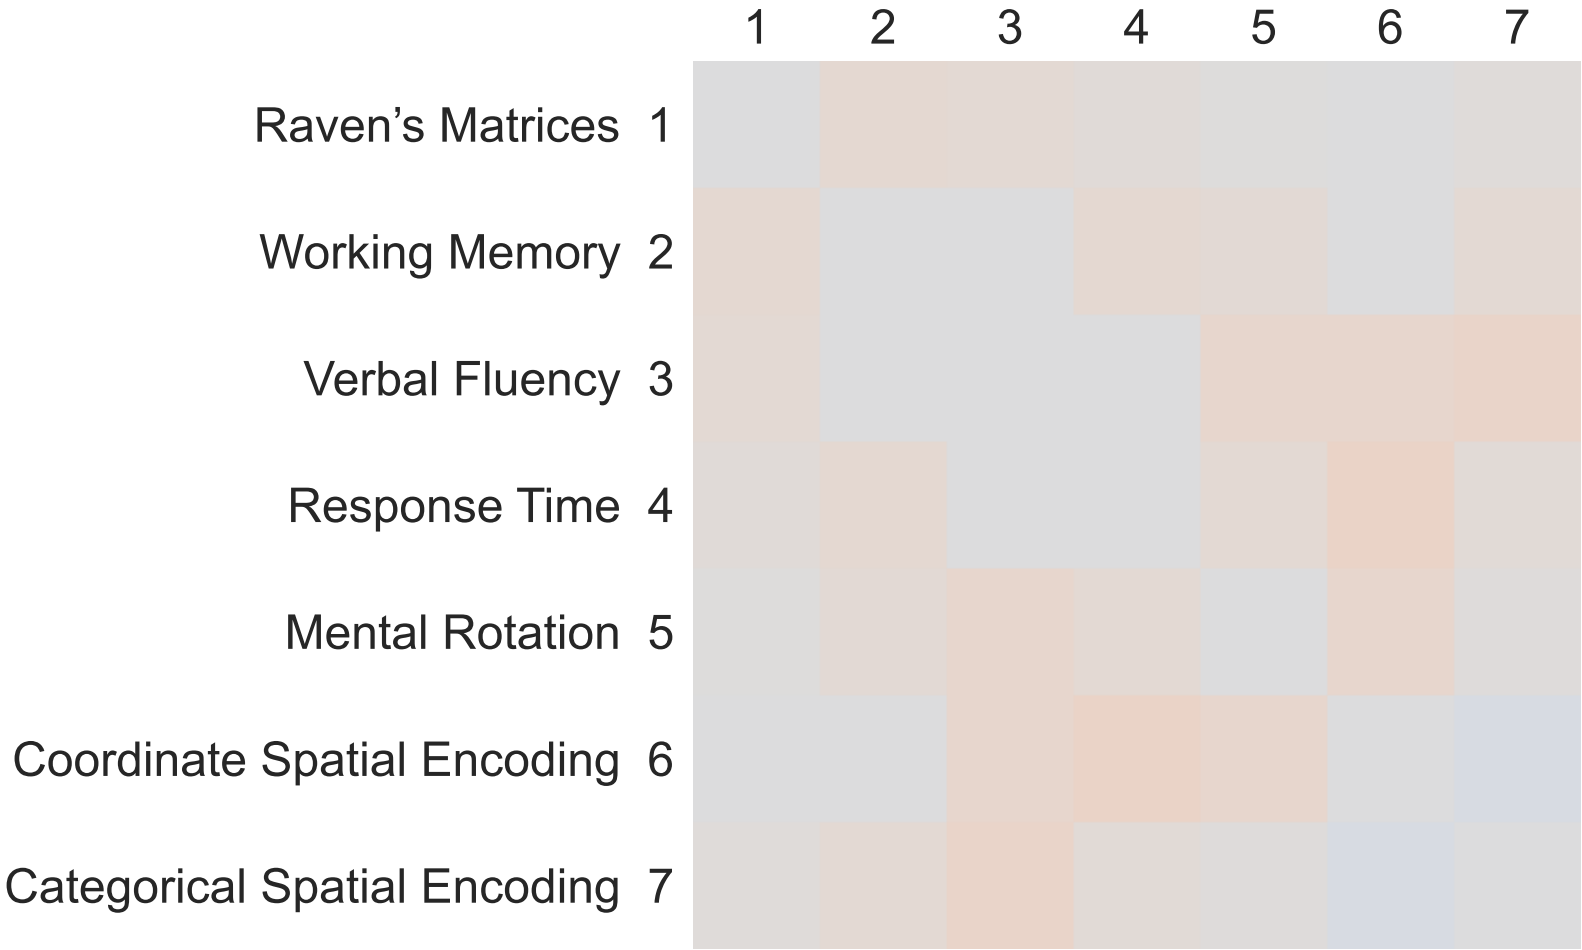 1 2 3 4 5 6 7
Raven’s Matrices 1
Working Memory 2
Verbal Fluency 3
Response Time 4
Mental Rotation 5
Coordinate Spatial Encoding 6
Categorical Spatial Encoding 7